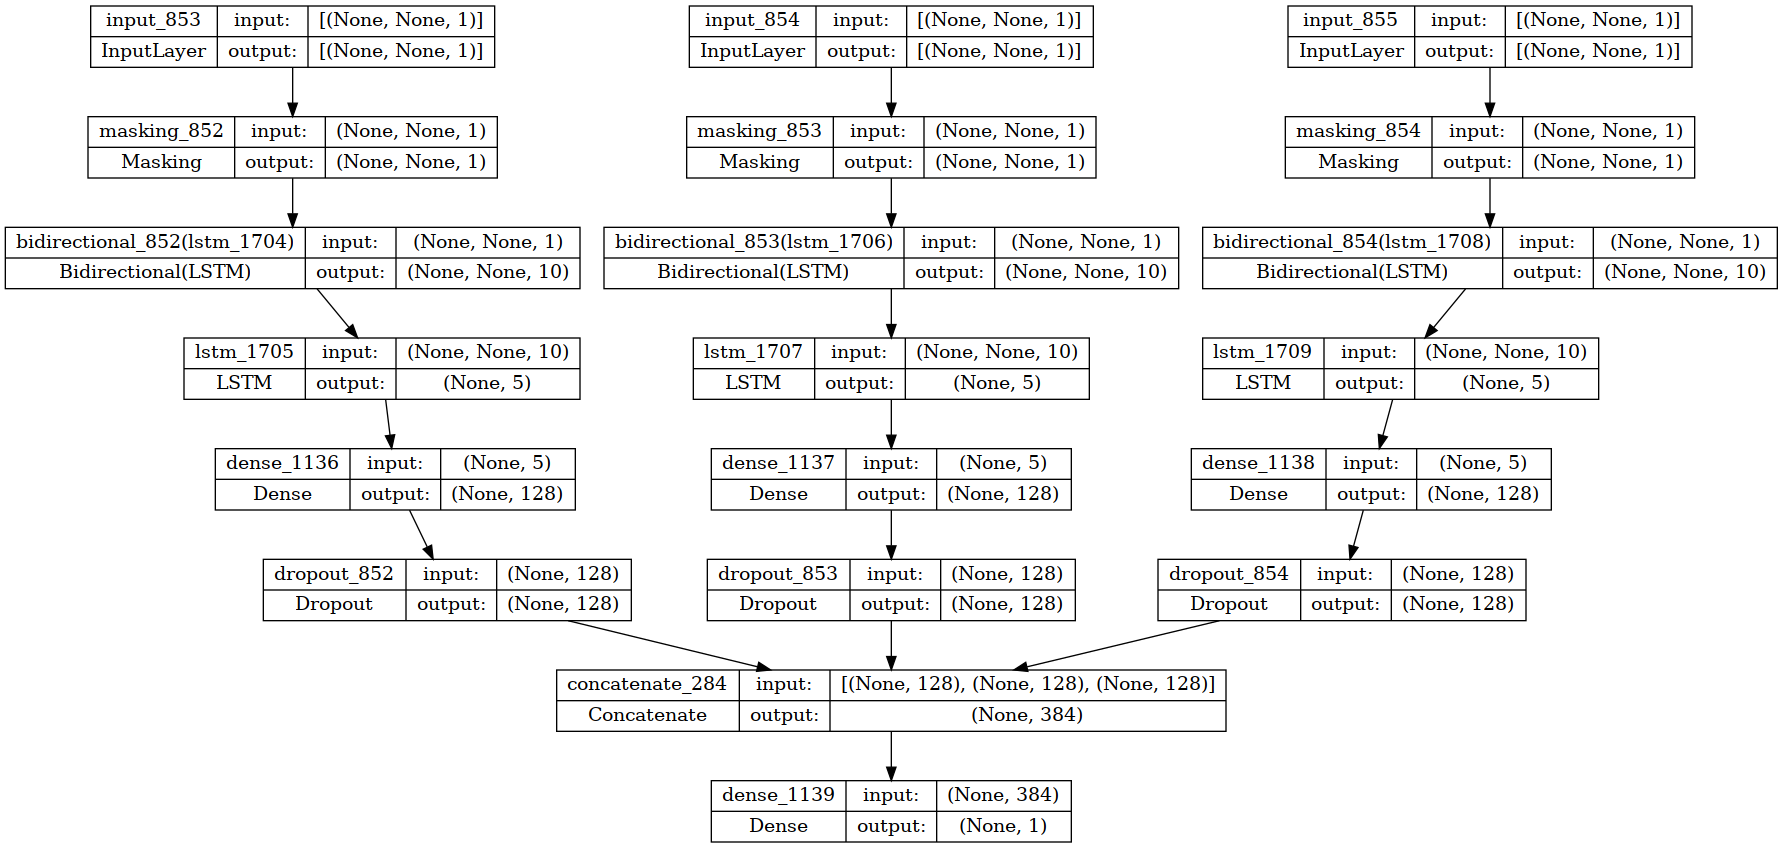 input_853 input: [(None, None, 1)]
InputLayer output: [(None, None, 1)]
input_854 input: [(None, None, 1)]
InputLayer output: [(None, None, 1)]
input_855 input: [(None, None, 1)]
InputLayer output: [(None, None, 1)]
masking_852 input: (None, None, 1)
Masking output: (None, None, 1)
masking_853 input: (None, None, 1)
Masking output: (None, None, 1)
masking_854 input: (None, None, 1)
Masking output: (None, None, 1)
bidirectional_852(lstm_1704) input: (None, None, 1)
Bidirectional(LSTM) output: (None, None, 10)
bidirectional_853(lstm_1706) input: (None, None, 1)
Bidirectional(LSTM) output: (None, None, 10)
bidirectional_854(lstm_1708) input: (None, None, 1)
Bidirectional(LSTM) output: (None, None, 10)
lstm_1705 input: (None, None, 10)
LSTM output: (None, 5)
lstm_1707 input: (None, None, 10)
LSTM output: (None, 5)
lstm_1709 input: (None, None, 10)
LSTM output: (None, 5)
dense_1136 input: (None, 5)
Dense output: (None, 128)
dense_1137 input: (None, 5)
Dense output: (None, 128)
dense_1138 input: (None, 5)
Dense output: (None, 128)
dropout_852 input: (None, 128)
Dropout output: (None, 128)
dropout_853 input: (None, 128)
Dropout output: (None, 128)
dropout_854 input: (None, 128)
Dropout output: (None, 128)
concatenate_284 input: [(None, 128), (None, 128), (None, 128)]
Concatenate output: (None, 384)
dense_1139 input: (None, 384)
Dense output: (None, 1)